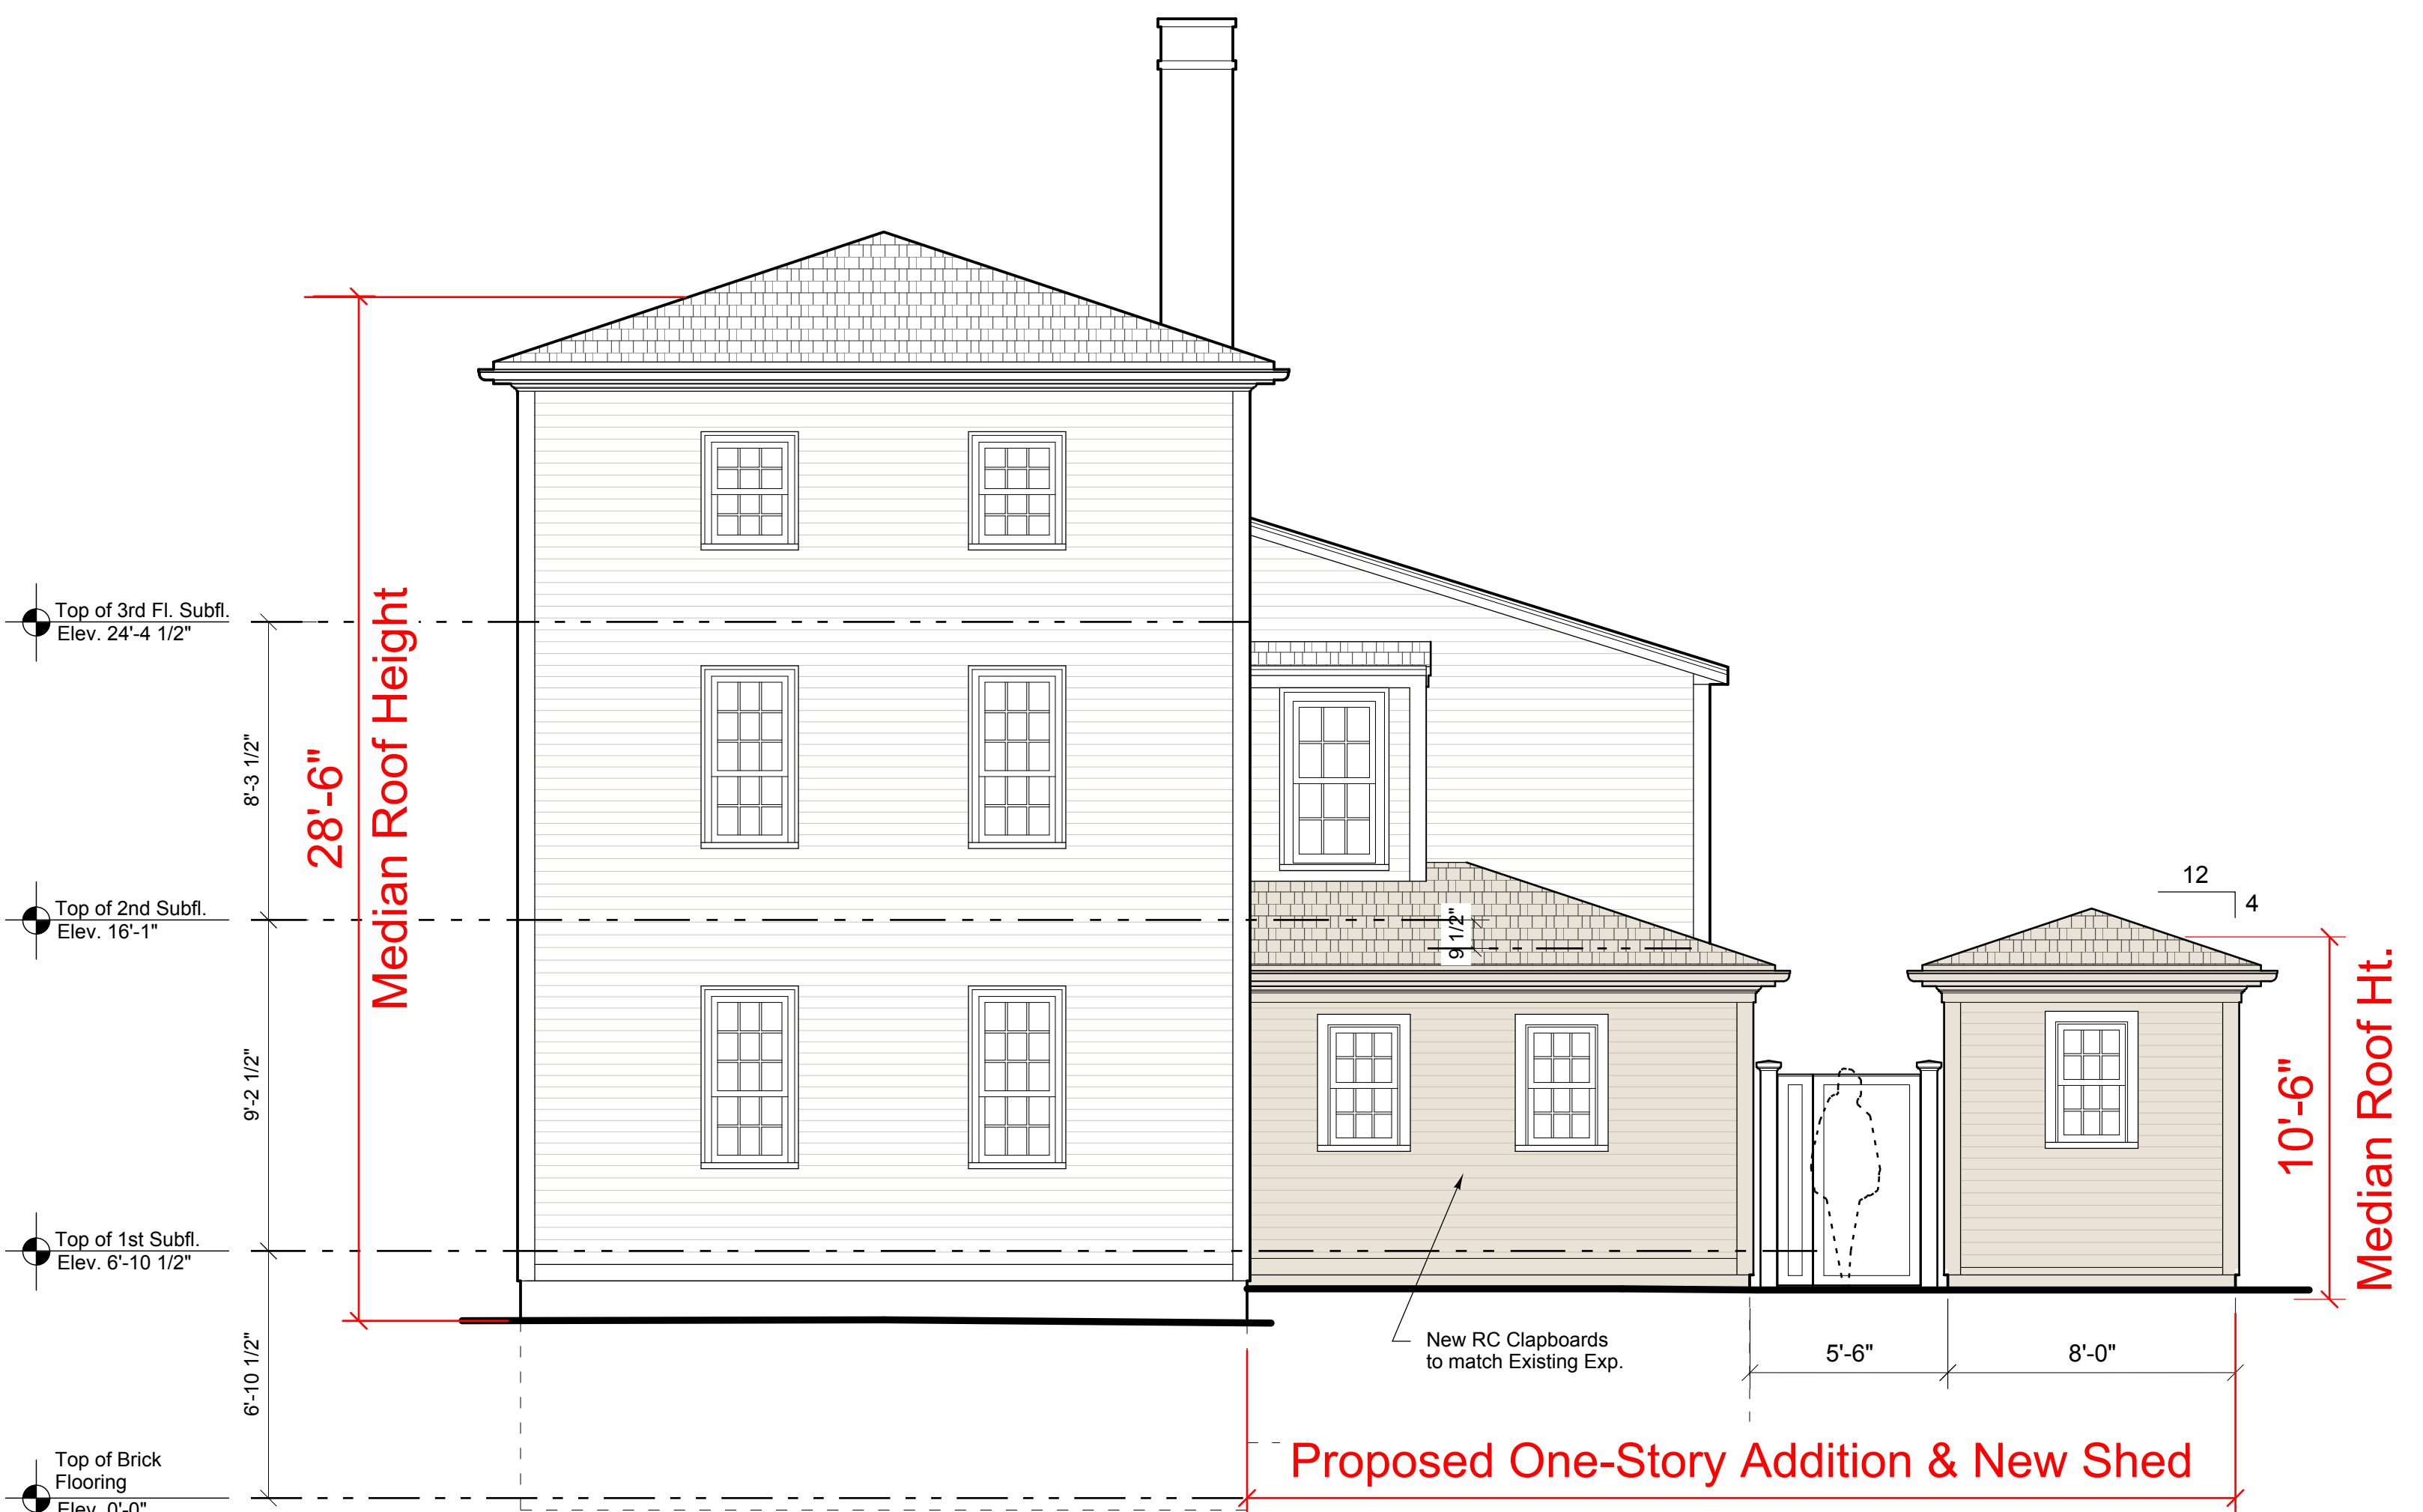 Top of 3rd Fl. Subfl.
Elev. 24'-4 1/2"
8'-3 1/2"
28'-6"
Median Roof Height
Top of 2nd Subfl.
Elev. 16'-1"
9 1/2"
12
4
9'-2 1/2"
10'-6"
Median Roof Ht.
Top of 1st Subfl.
Elev. 6'-10 1/2"
New RC Clapboards
to match Existing Exp.
5'-6"
8'-0"
6'-10 1/2"
Proposed One-Story Addition & New Shed
Top of Brick
Flooring
Elev. 0'-0"